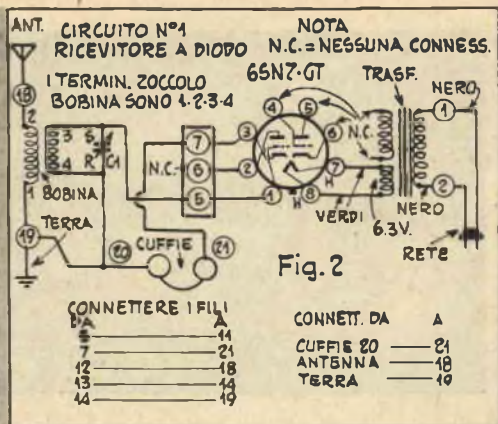 ANT.
CIRCUITO Nº1
RICEVITORE A DIODO
NOTA
N.C. = NESSUNA CONNESS.
I TERMIN. ZOCCOLO
BOBINA SONO 1-2-3-4
6SN7-GT
TRASF.
NERO
18
2
3
S
4
R
C1
1
BOBINA
TERRA
19
7
N.C.
6
5
3
2
1
4
5
6
N.C.
7
H
8
H
VERDI
6.3V.
NERO
1
2
RETE
20
CUFFIE
21
Fig. 2
CONNETTERE I FILI
DA A
11
7 21
12 18
13 14
14 19
CONNETT. DA A
CUFFIE 20 21
ANTENNA 18
TERRA 19